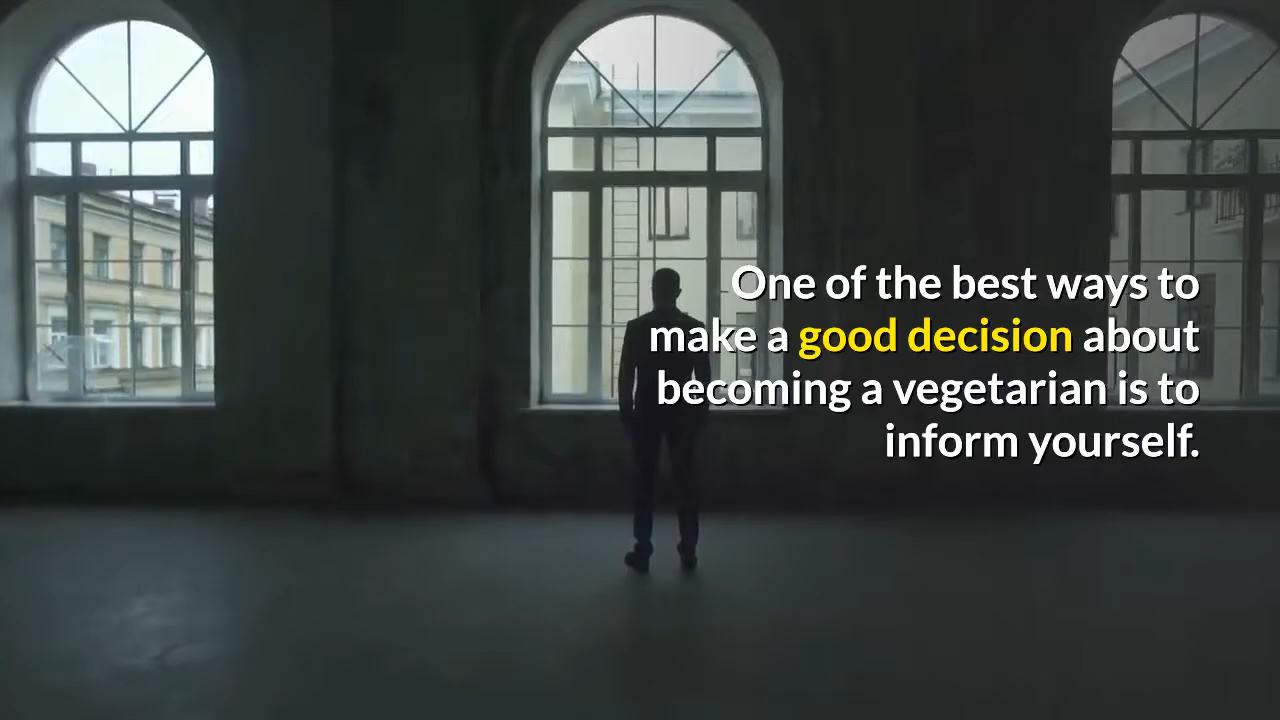 One of the best ways to
make a good decision about
becoming a vegetarian is to
inform yourself.